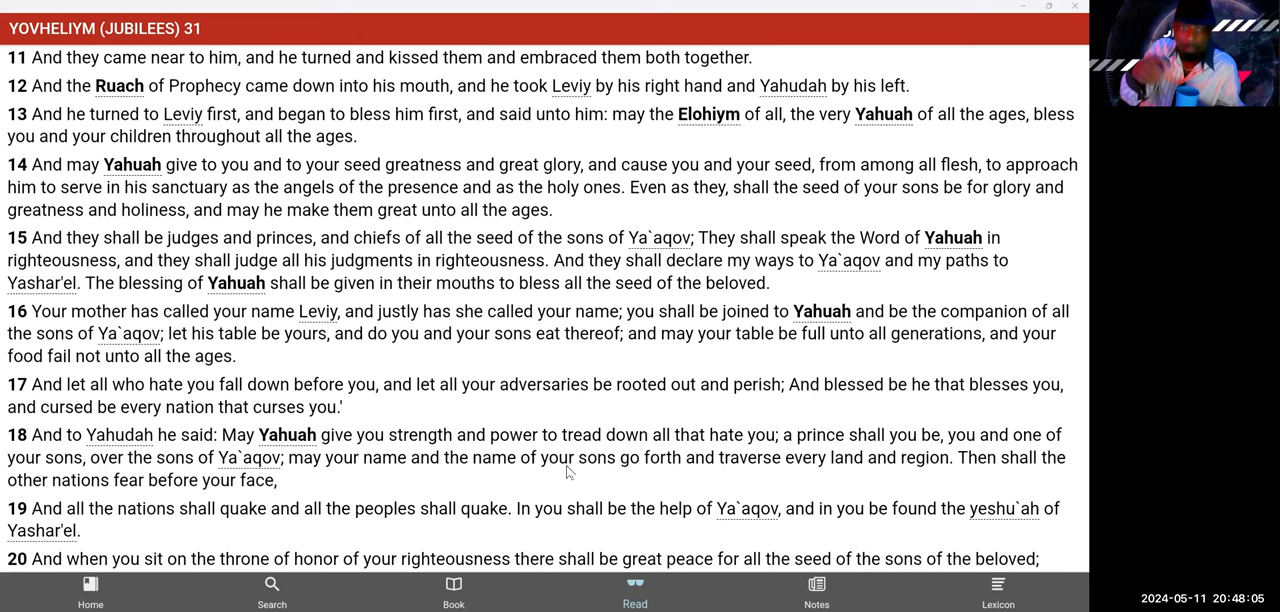 YOVHELIYM (JUBILEES) 31
11 And they came near to him, and he turned and kissed them and embraced them both together.
12 And the Ruach of Prophecy came down into his mouth, and he took Leviy by his right hand and Yahudah by his left.
13 And he turned to Leviy first, and began to bless him first, and said unto him: may the Elohiym of all, the very Yahuah of all the ages, bless
you and your children throughout all the ages.
14 And may Yahuah give to you and to your seed greatness and great glory, and cause you and your seed, from among all flesh, to approach
him to serve in his sanctuary as the angels of the presence and as the holy ones. Even as they, shall the seed of your sons be for glory and
greatness and holiness, and may he make them great unto all the ages.
15 And they shall be judges and princes, and chiefs of all the seed of the sons of Ya`aqov; They shall speak the Word of Yahuah in
righteousness, and they shall judge all his judgments in righteousness. And they shall declare my ways to Ya`aqov and my paths to
Yashar'el. The blessing of Yahuah shall be given in their mouths to bless all the seed of the beloved.
16 Your mother has called your name Leviy, and justly has she called your name; you shall be joined to Yahuah and be the companion of all
the sons of Ya`aqov; let his table be yours, and do you and your sons eat thereof; and may your table be full unto all generations, and your
food fail not unto all the ages.
17 And let all who hate you fall down before you, and let all your adversaries be rooted out and perish; And blessed be he that blesses you,
and cursed be every nation that curses you.'
18 And to Yahudah he said: May Yahuah give you strength and power to tread down all that hate you; a prince shall you be, you and one of
your sons, over the sons of Ya`aqov; may your name and the name of your sons go forth and traverse every land and region. Then shall the
other nations fear before your face,
19 And all the nations shall quake and all the peoples shall quake. In you shall be the help of Ya`aqov, and in you be found the yeshu`ah of
Yashar'el.
20 And when you sit on the throne of honor of your righteousness there shall be great peace for all the seed of the sons of the beloved;
Home Search Book Read Notes Lexicon
2024-05-11 20:48:05